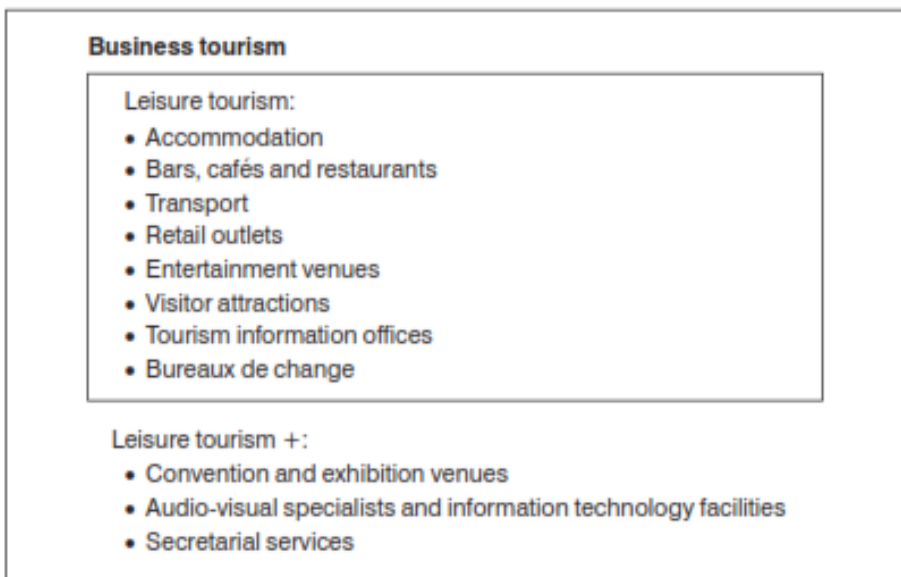 Business tourism
Leisure tourism:
• Accommodation
• Bars, cafés and restaurants
• Transport
• Retail outlets
• Entertainment venues
• Visitor attractions
• Tourism information offices
• Bureaux de change
Leisure tourism +:
• Convention and exhibition venues
• Audio-visual specialists and information technology facilities
• Secretarial services